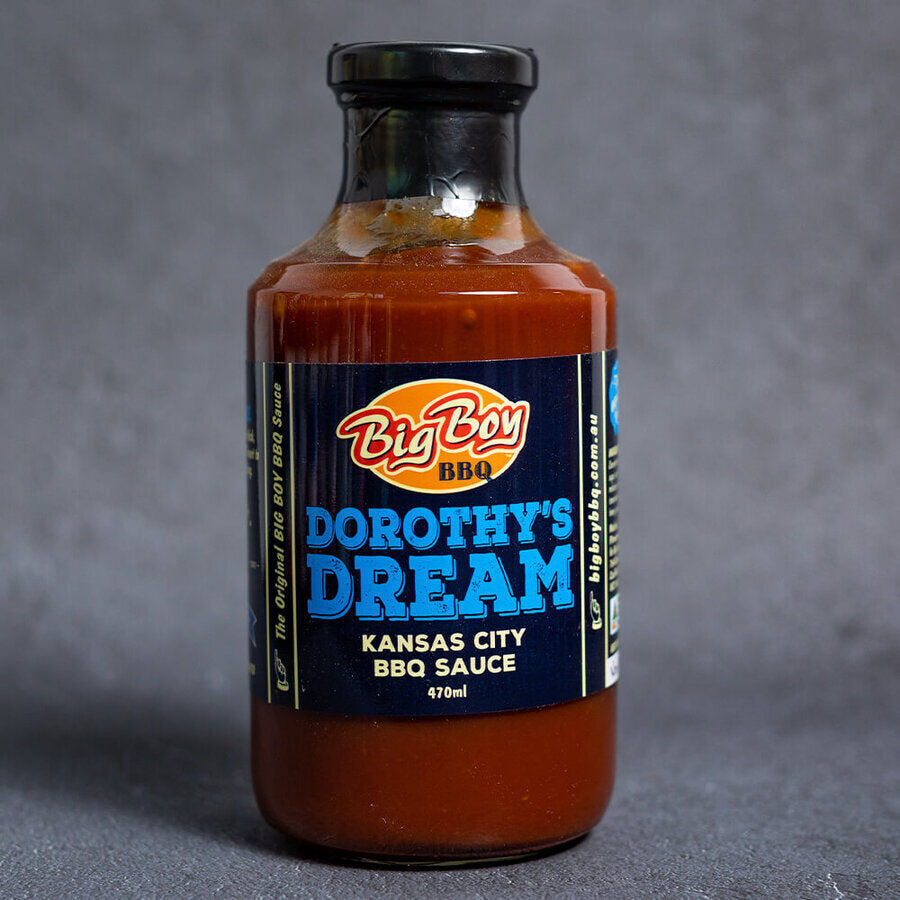 The Original BIG BOY BBQ Sauce
Big Boy
BBQ
DOROTHY'S
DREAM
KANSAS CITY
BBQ SAUCE
470ml
bigboybbq.com.au